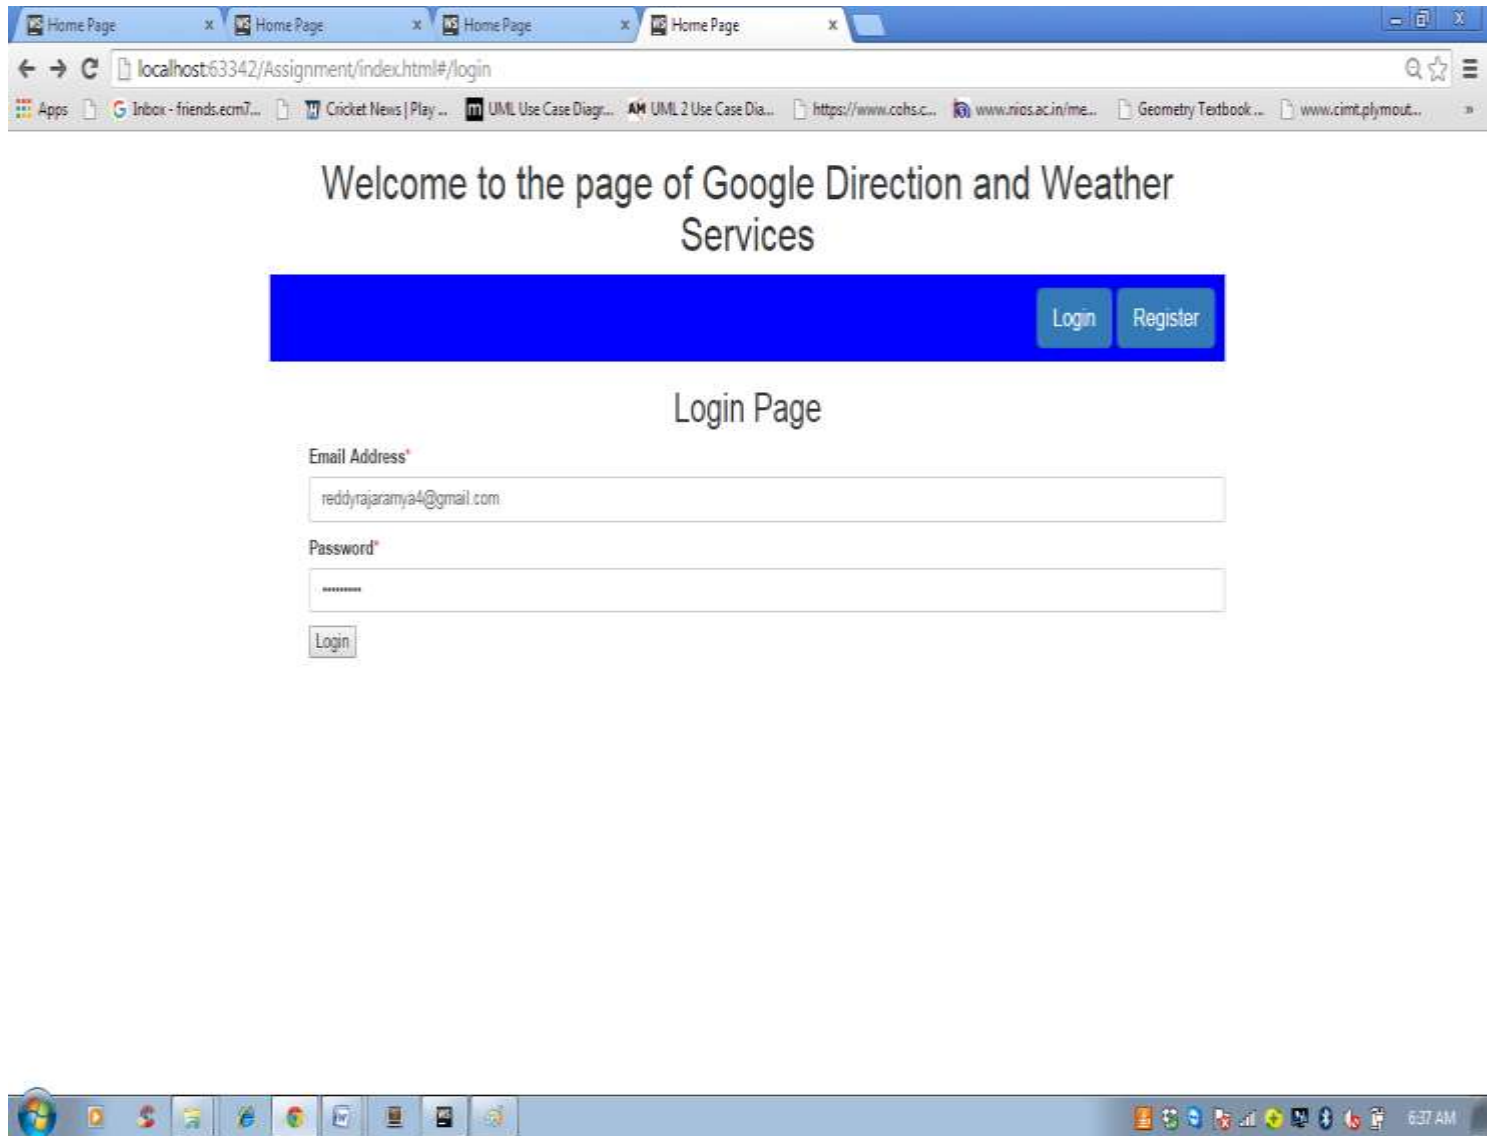 Home Page Home Page Home Page Home Page
localhost:63342/Assignment/index.html#/login
Apps Inbox - friends.ecm7... Cricket News | Play ... UML Use Case Diagr... UML 2 Use Case Dia... https://www.cohs.c... www.nios.ac.in/me... Geometry Textbook ... www.cimt.plymout... »
Welcome to the page of Google Direction and Weather
Services
Login Register
Login Page
Email Address*
reddyrajaramya4@gmail.com
Password*
Login
6:37 AM